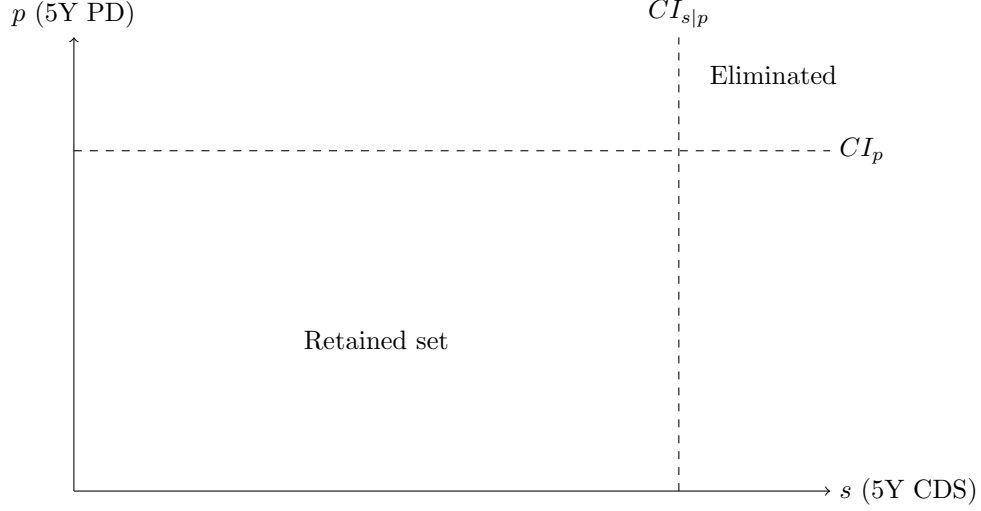 p (5Y PD)
CI_{s|p}
Eliminated
CI_p
Retained set
s (5Y CDS)